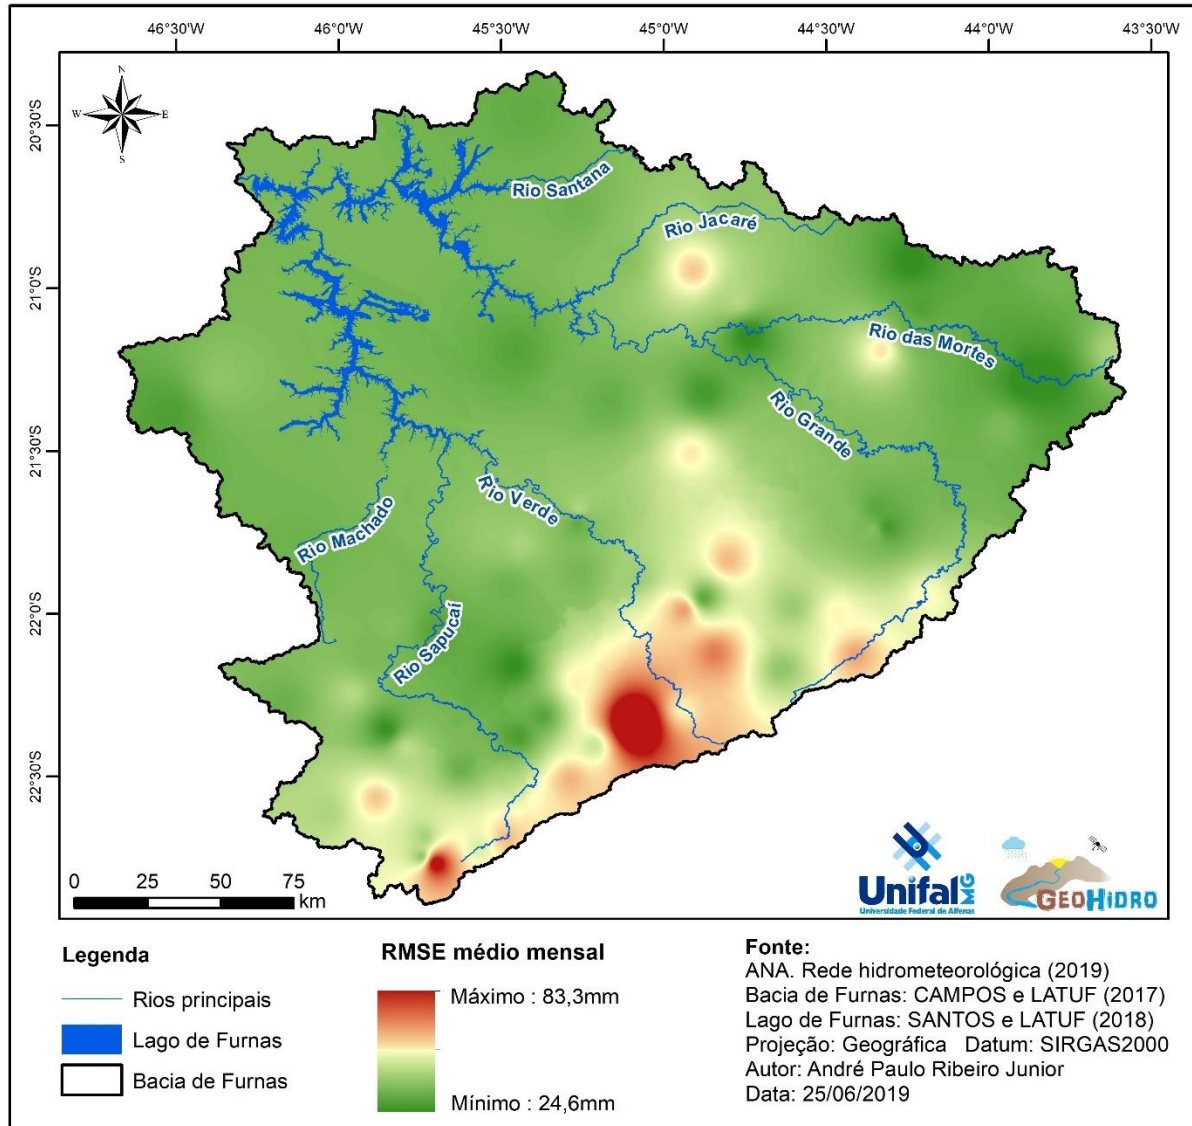 46°30'W 46°0'W 45°30'W 45°0'W 44°30'W 44°0'W 43°30'W
N
W E
S
20°30'S
21°0'S
21°30'S
22°0'S
22°30'S
Rio Santana
Rio Jacaré
Rio das Mortes
Rio Grande
Rio Verde
Rio Machado
Rio Sapucaí
0 25 50 75
km
Unifal MG
Universidade Federal de Alfenas
GEOHIDRO
Legenda
Rios principais
Lago de Furnas
Bacia de Furnas
RMSE médio mensal
Máximo : 83,3mm
Mínimo : 24,6mm
Fonte:
ANA. Rede hidrometeorológica (2019)
Bacia de Furnas: CAMPOS e LATUF (2017)
Lago de Furnas: SANTOS e LATUF (2018)
Projeção: Geográfica Datum: SIRGAS2000
Autor: André Paulo Ribeiro Junior
Data: 25/06/2019